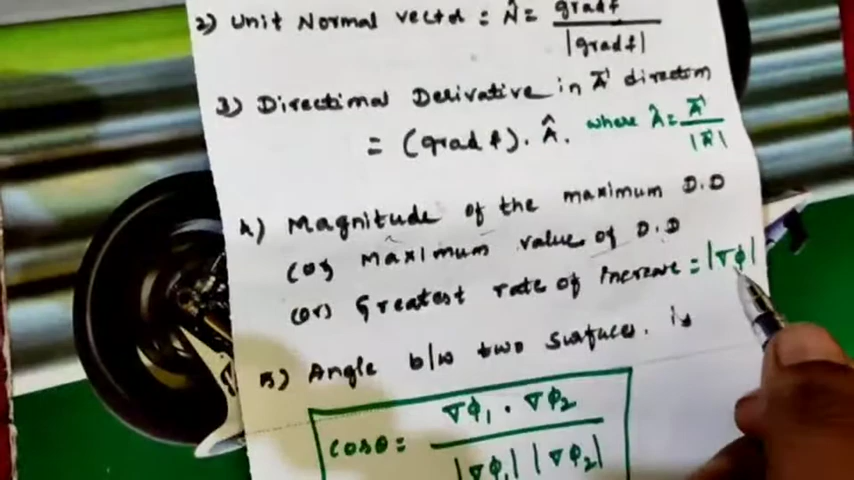 2) Unit Normal vector = N̂ = grad f / |grad f|
3) Directional Derivative in A⃗ direction
= (grad f). Â. where Â = A⃗ / |A⃗|
4) Magnitude of the maximum D.D
(or) maximum value of D.D
(or) Greatest rate of increase = |∇ϕ|
5) Angle b/w two surfaces. is
cosθ = ∇ϕ₁ . ∇ϕ₂ / |∇ϕ₁| |∇ϕ₂|